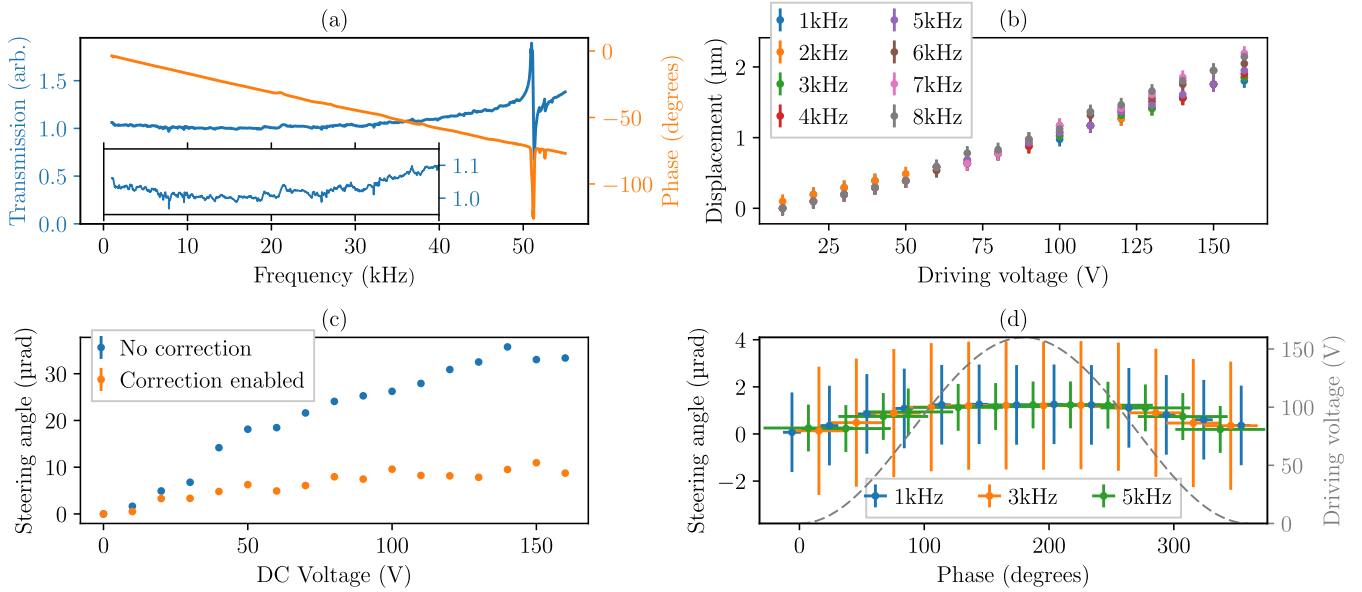 (a)
Transmission (arb.)
1.5
1.0
0.5
0.0
0
−50
−100
Phase (degrees)
1.1
1.0
0 10 20 30 40 50
Frequency (kHz)
(b)
1kHz 5kHz
2kHz 6kHz
3kHz 7kHz
4kHz 8kHz
Displacement (µm)
2
1
0
25 50 75 100 125 150
Driving voltage (V)
(c)
No correction
Correction enabled
Steering angle (µrad)
30
20
10
0
0 50 100 150
DC Voltage (V)
(d)
Steering angle (µrad)
4
2
0
−2
150
100
50
0
Driving voltage (V)
1kHz 3kHz 5kHz
0 100 200 300
Phase (degrees)